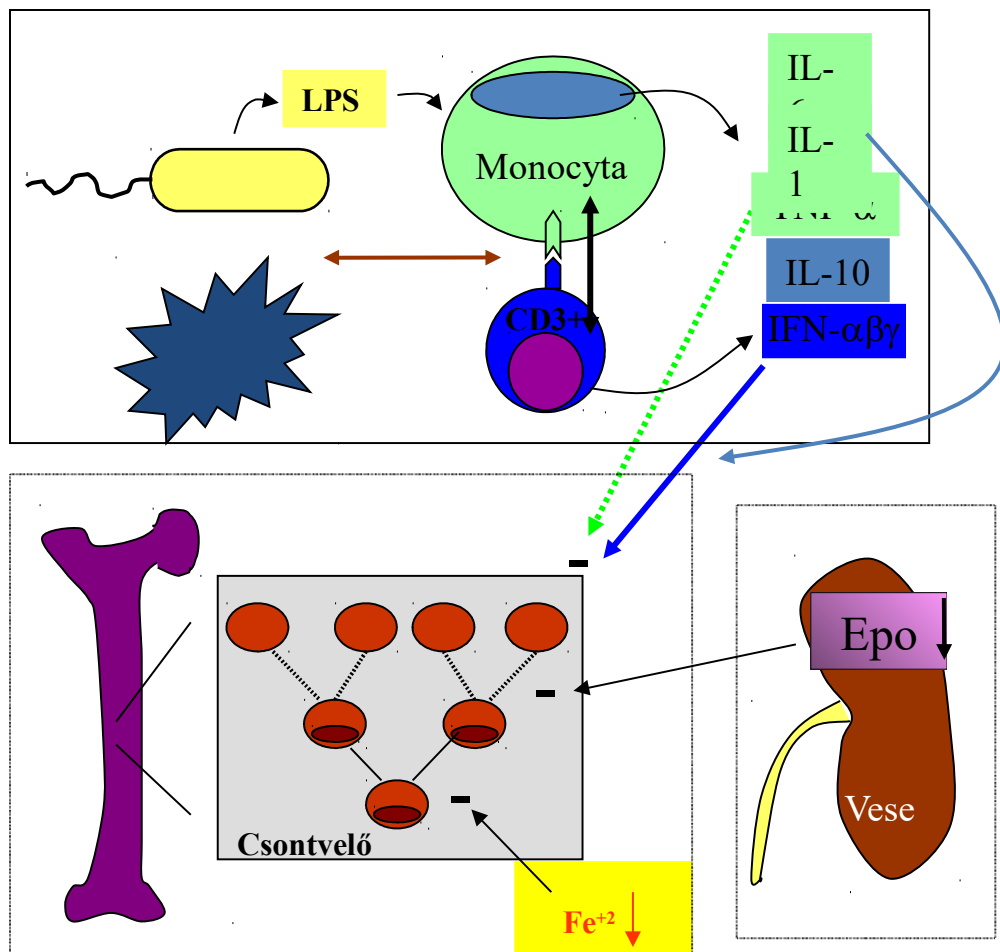 LPS
IL-
IL-
1
Monocyta
IL-10
CD3+
IFN-αβγ
Epo
Vese
Csontvelő
Fe+2